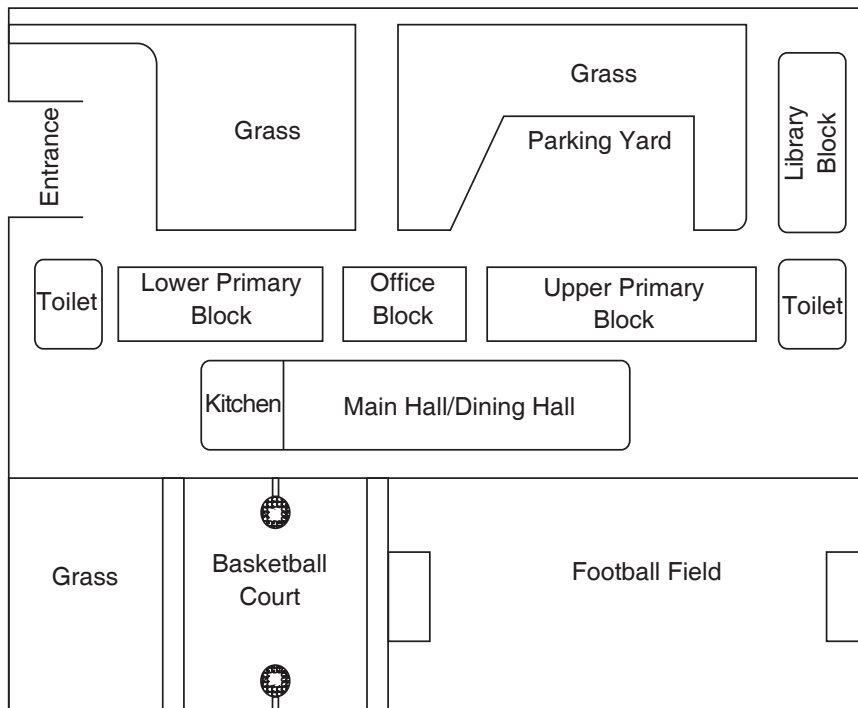 Grass
Grass
Entrance
Parking Yard
Library
Block
Toilet
Lower Primary
Block
Office
Block
Upper Primary
Block
Toilet
Kitchen
Main Hall/Dining Hall
Grass
Basketball
Court
Football Field